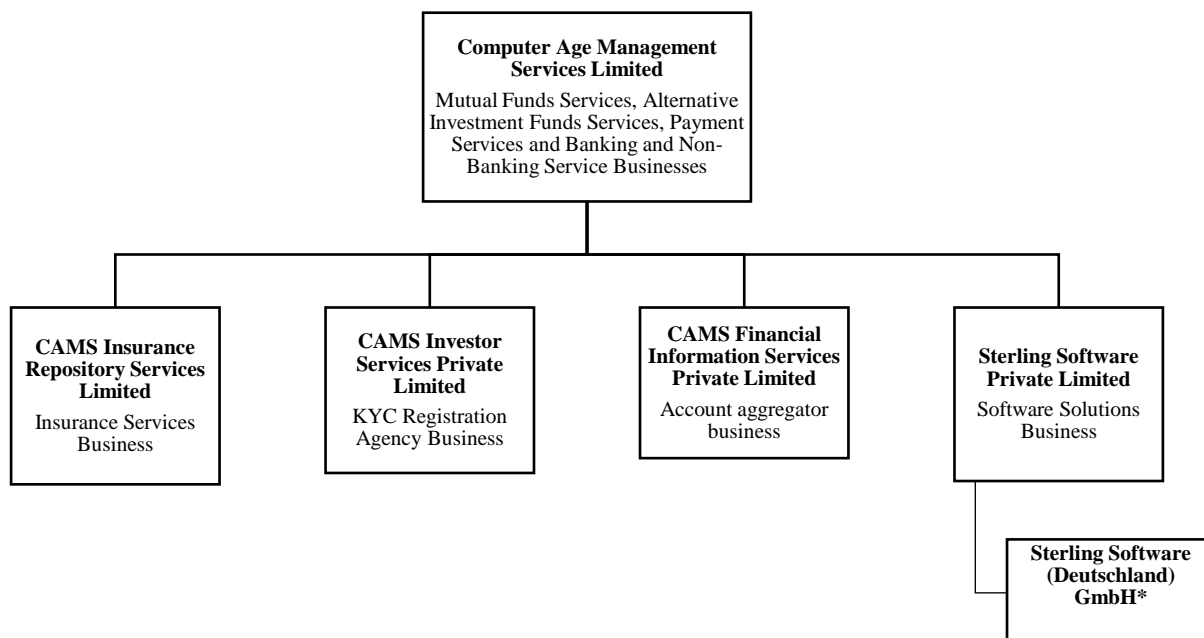 Computer Age Management
Services Limited
Mutual Funds Services, Alternative
Investment Funds Services, Payment
Services and Banking and Non-
Banking Service Businesses
CAMS Insurance
Repository Services
Limited
Insurance Services
Business
CAMS Investor
Services Private
Limited
KYC Registration
Agency Business
CAMS Financial
Information Services
Private Limited
Account aggregator
business
Sterling Software
Private Limited
Software Solutions
Business
Sterling Software
(Deutschland)
GmbH*